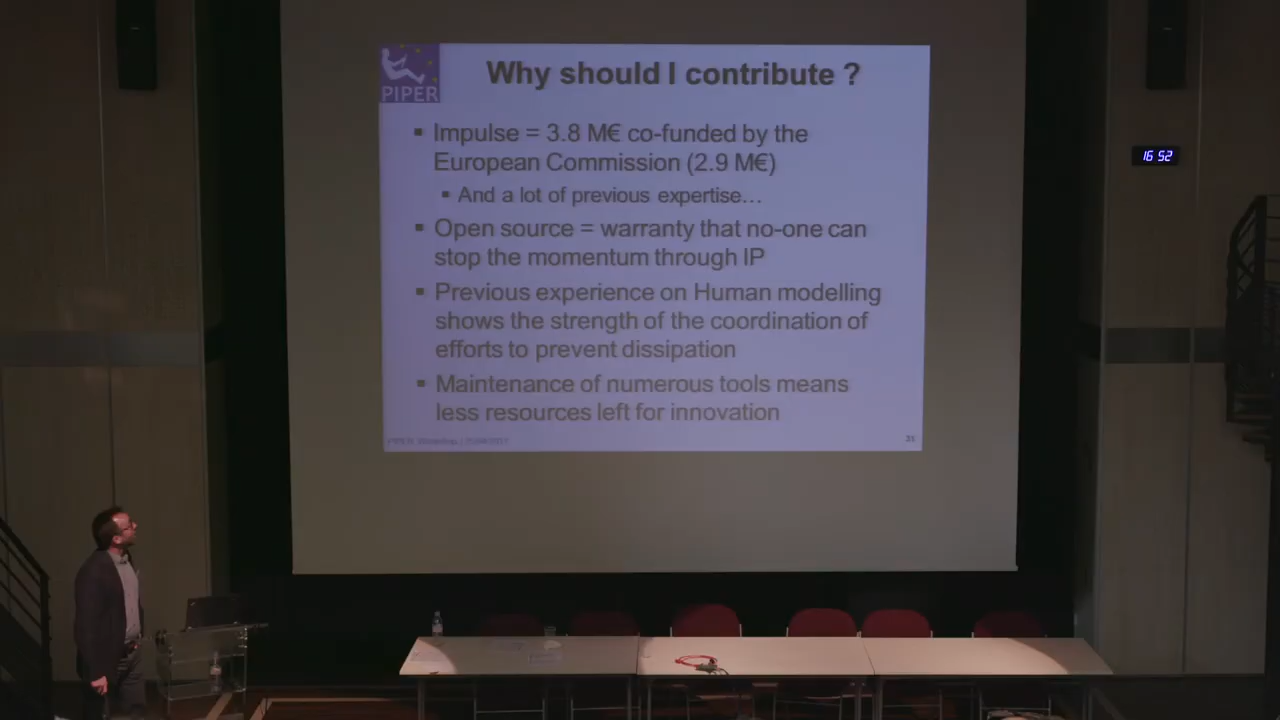 PIPER
Why should I contribute ?
▪ Impulse = 3.8 M€ co-funded by the
European Commission (2.9 M€)
▪ And a lot of previous expertise…
▪ Open source = warranty that no-one can
stop the momentum through IP
▪ Previous experience on Human modelling
shows the strength of the coordination of
efforts to prevent dissipation
▪ Maintenance of numerous tools means
less resources left for innovation
PIPER Workshop
16 52